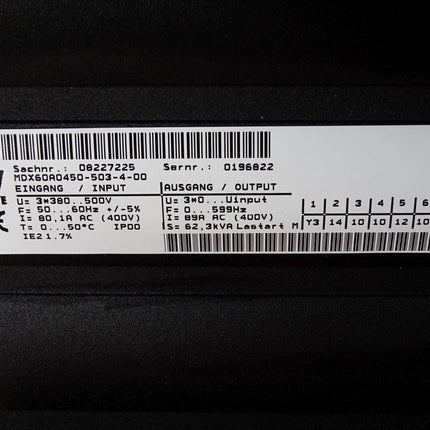 Sachnr.: 08227225 Sernr.: 0196822
MDX60A0450-503-4-00
EINGANG / INPUT AUSGANG / OUTPUT
U= 3*380...500V U= 3*0...Uinput
F= 50...60Hz +/-5% F= 0...599Hz
I= 80,1A AC (400V) I= 89A AC (400V)
T= 0...50°C IP00 S= 62,3kVA Lastart M
IE2 1.7%
1 2 3 4 5 6
Y3 14 10 10 12 10